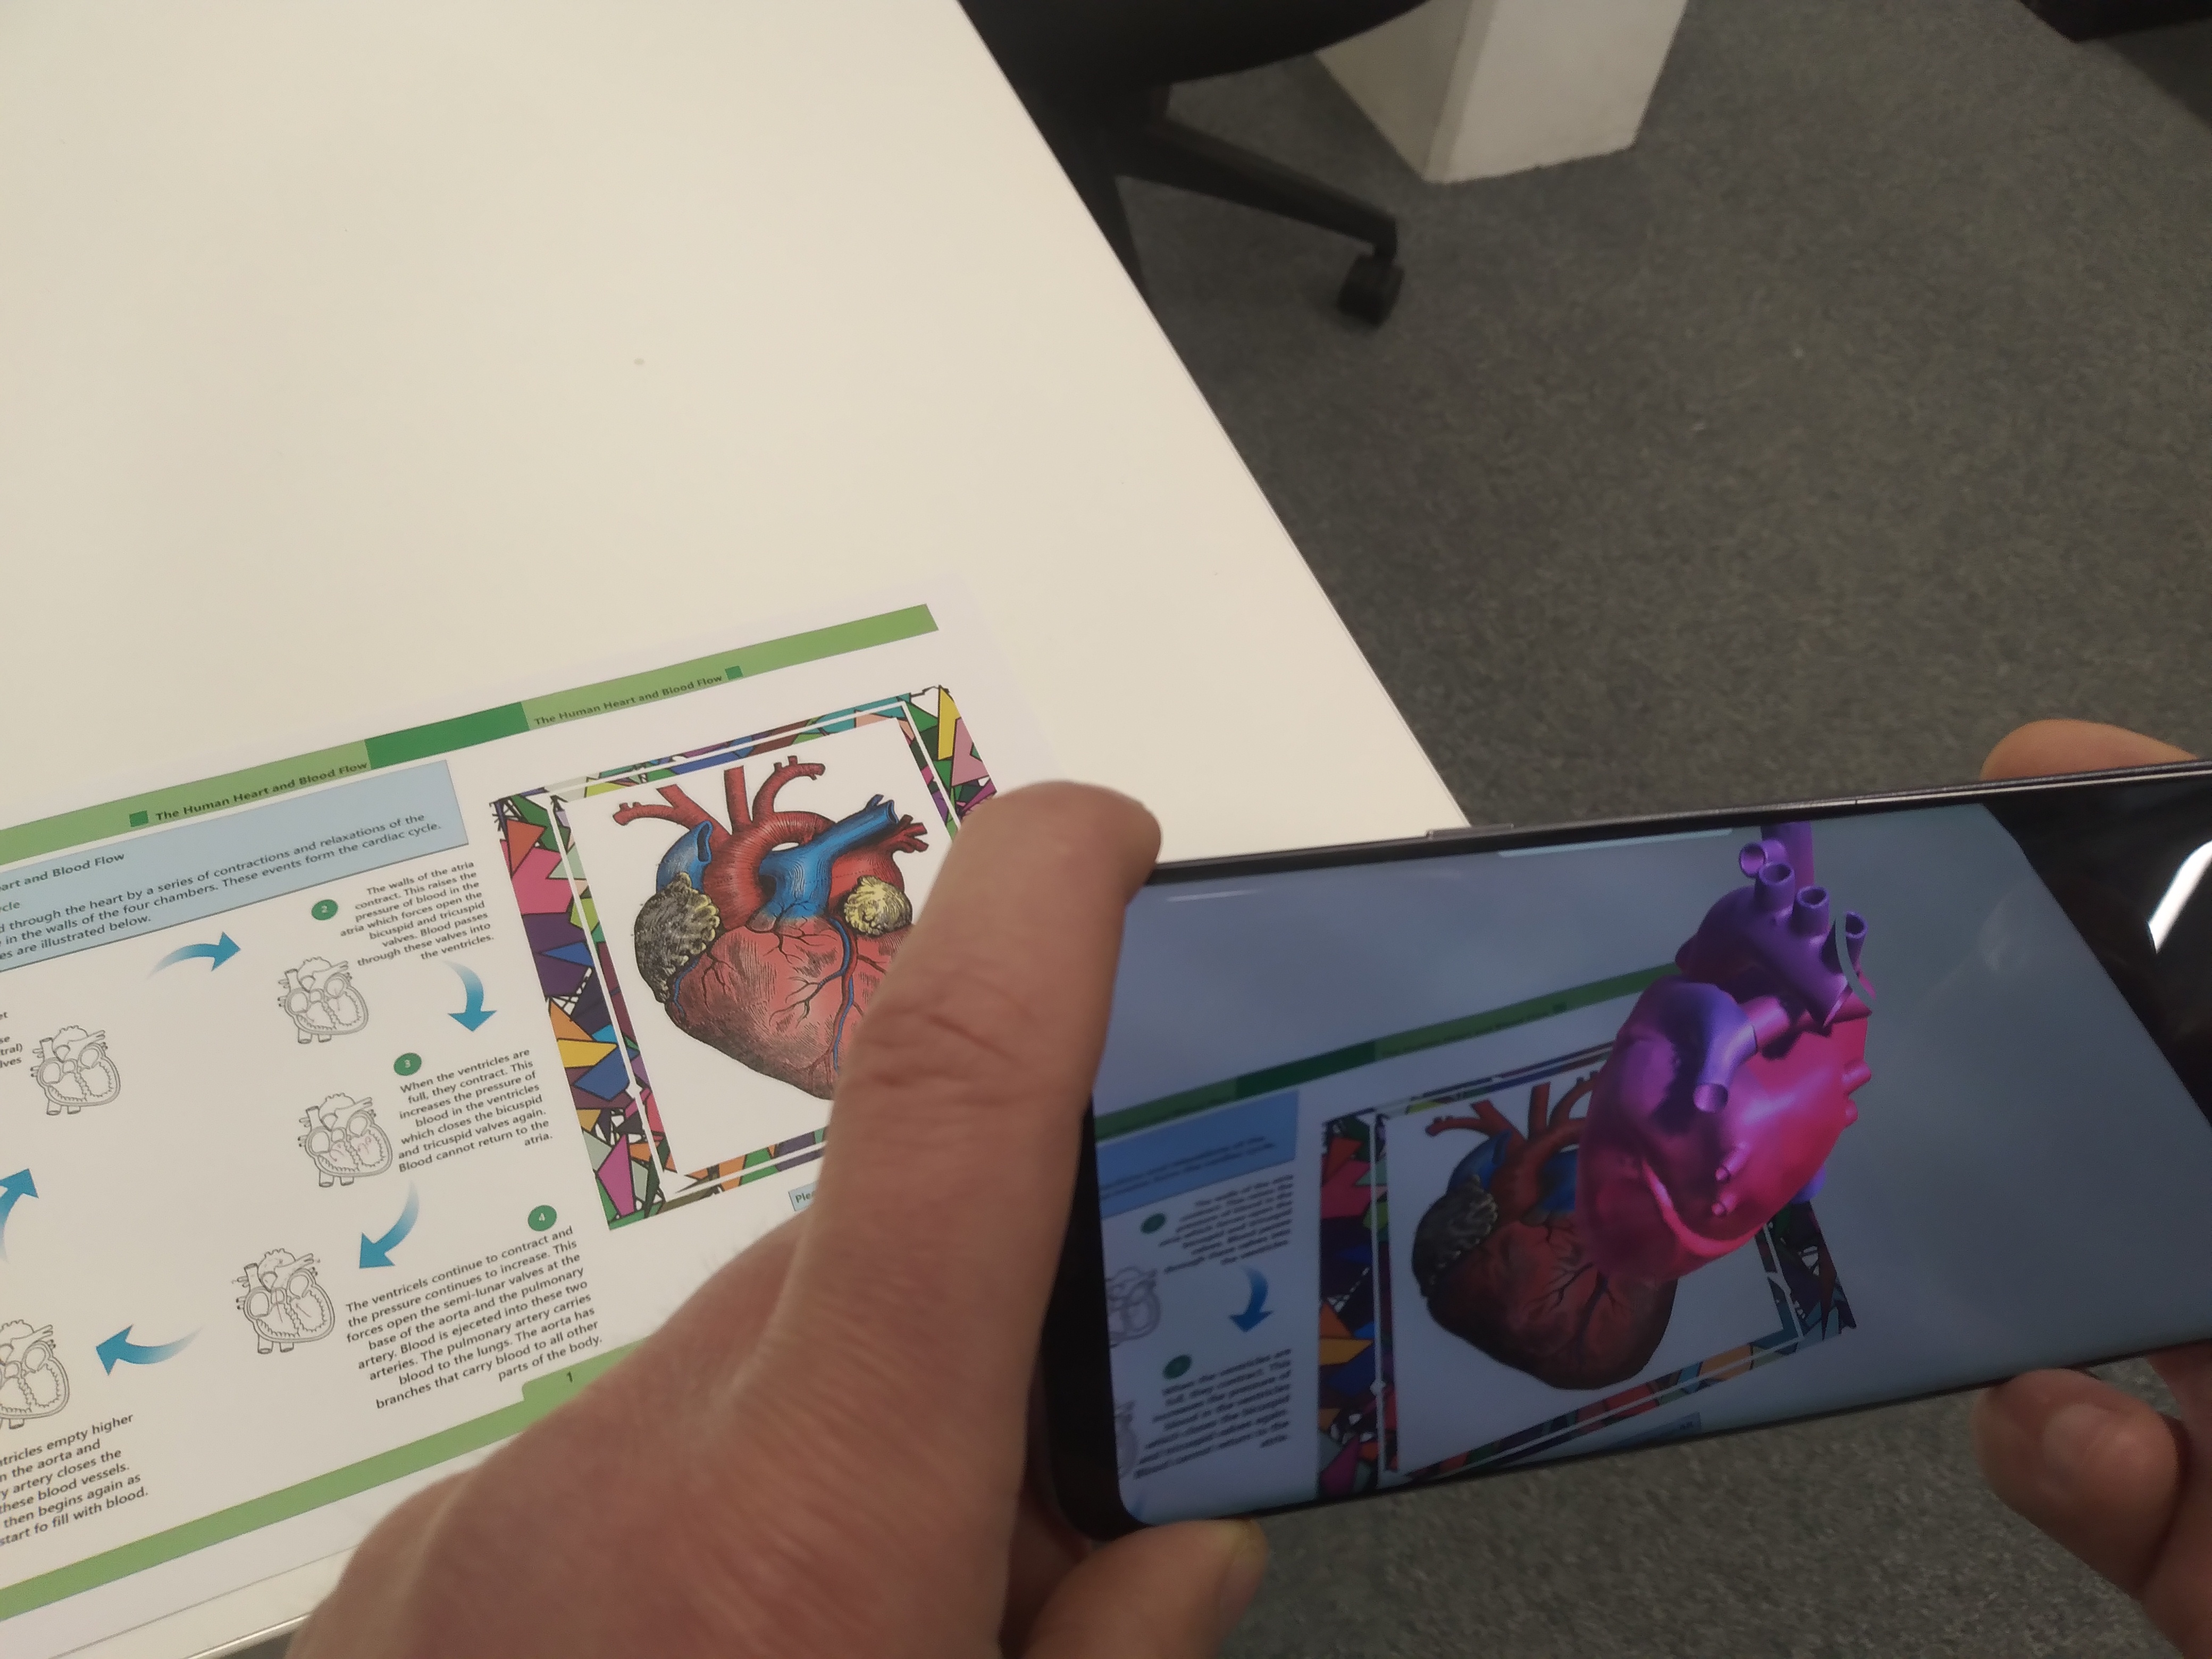 The Human Heart and Blood Flow
The Human Heart and Blood Flow
art and Blood Flow
cle
d through the heart by a series of contractions and relaxations of the
in the walls of the four chambers. These events form the cardiac cycle.
es are illustrated below.
2
The walls of the atria
contract. This raises the
pressure of blood in the
atria which forces open the
bicuspid and tricuspid
valves. Blood passes
through these valves into
the ventricles.
et
se
tral)
lves
3
When the ventricles are
full, they contract. This
increases the pressure of
blood in the ventricles
which closes the bicuspid
and tricuspid valves again.
Blood cannot return to the
atria.
4
The ventricels continue to contract and
the pressure continues to increase. This
forces open the semi-lunar valves at the
base of the aorta and the pulmonary
artery. Blood is ejeceted into these two
arteries. The pulmonary artery carries
blood to the lungs. The aorta has
branches that carry blood to all other
parts of the body.
ntricles empty higher
n the aorta and
y artery closes the
these blood vessels.
then begins again as
start fo fill with blood.
1
Ple